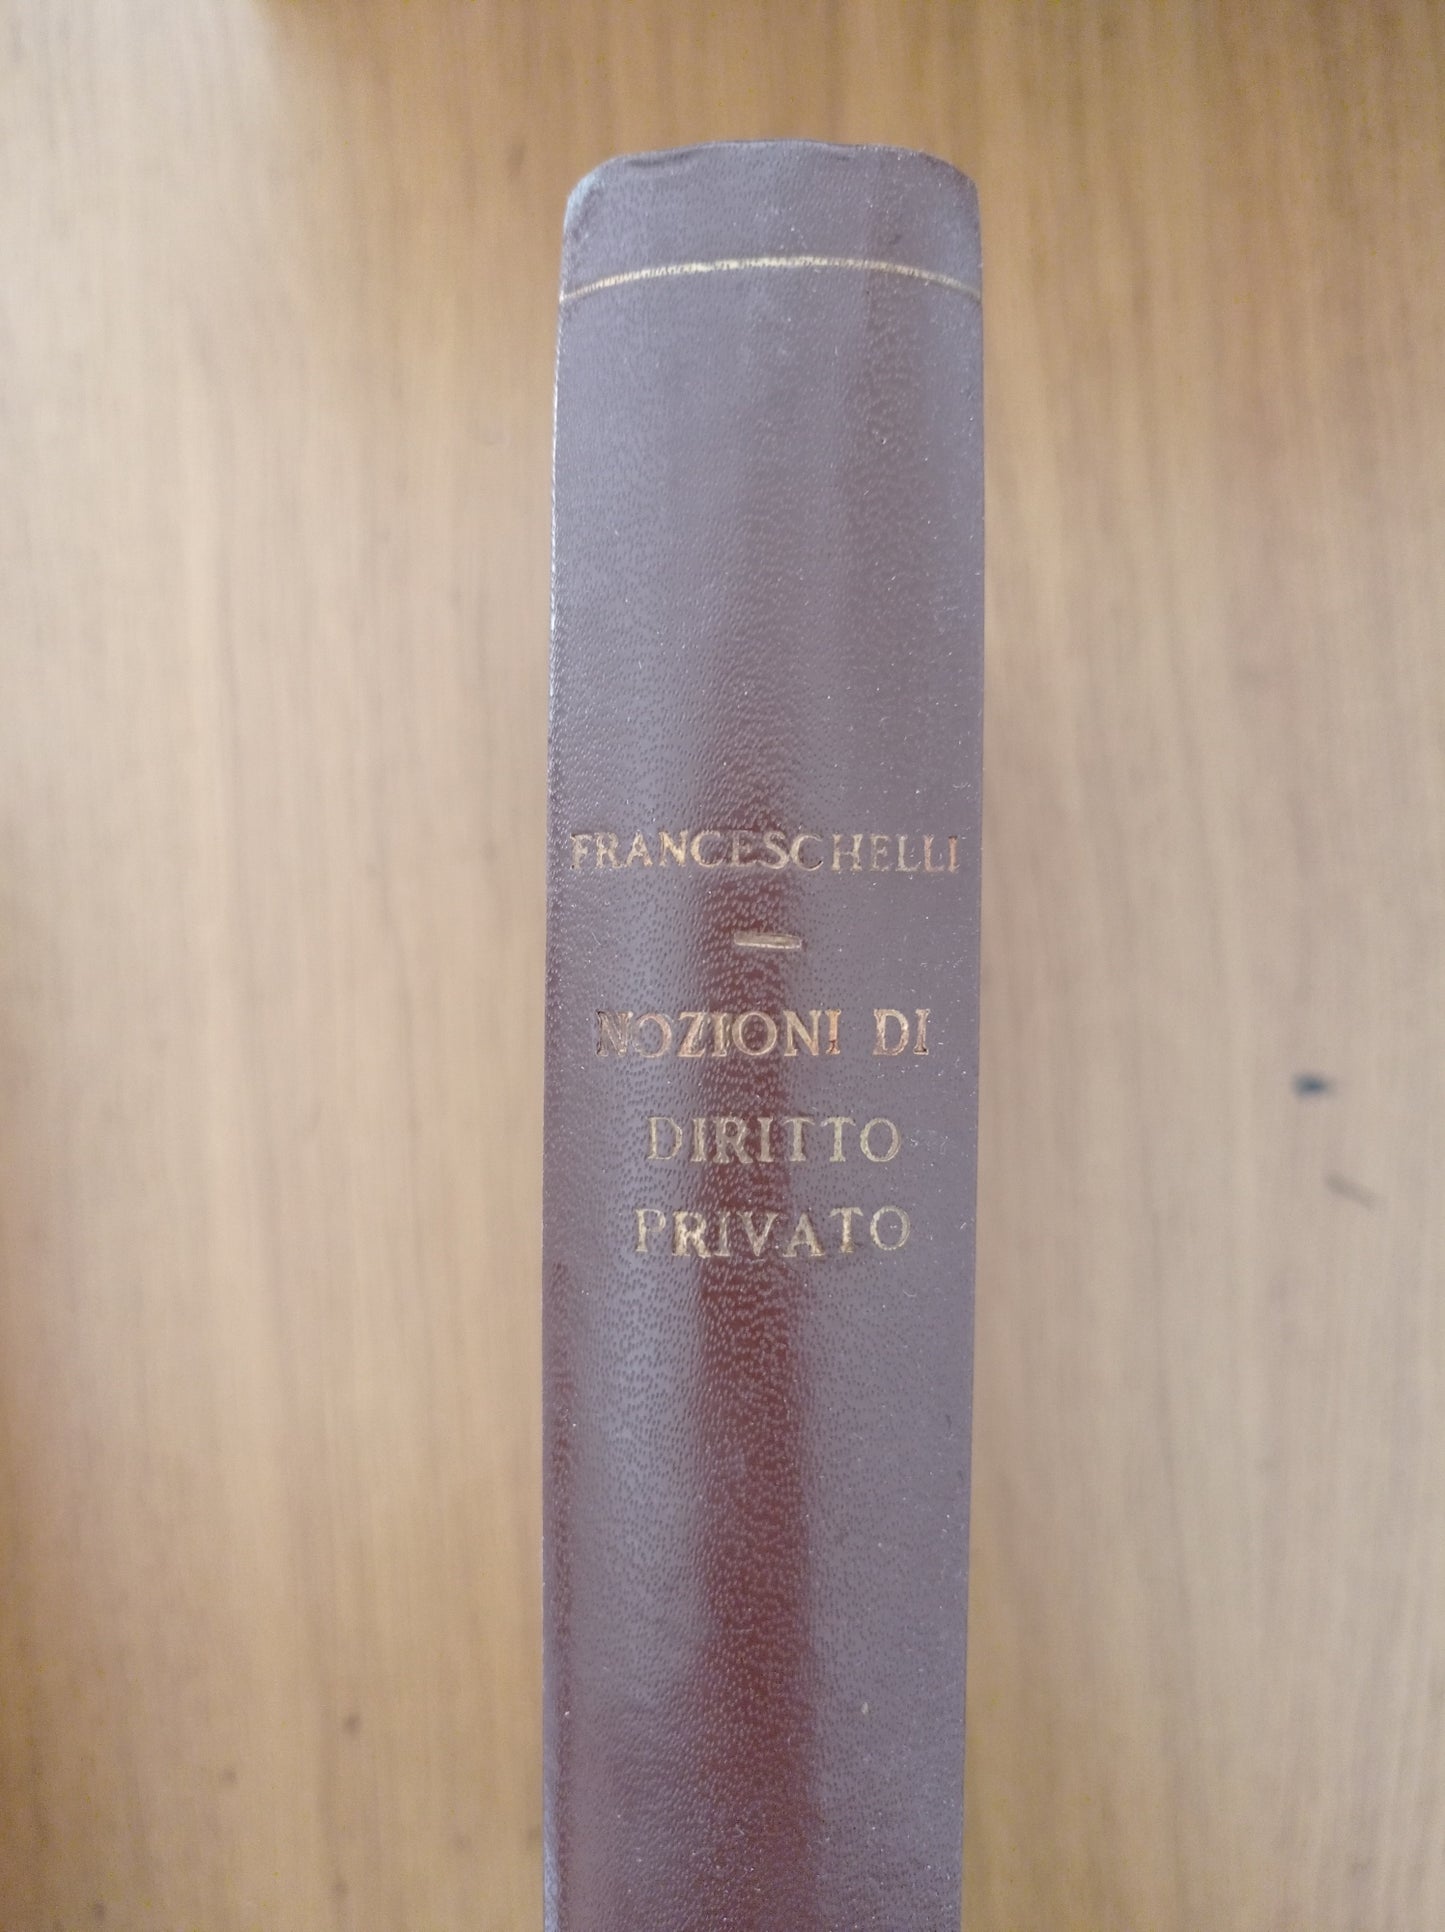 FRANCESCHELLI
—
NOZIONI DI
DIRITTO
PRIVATO